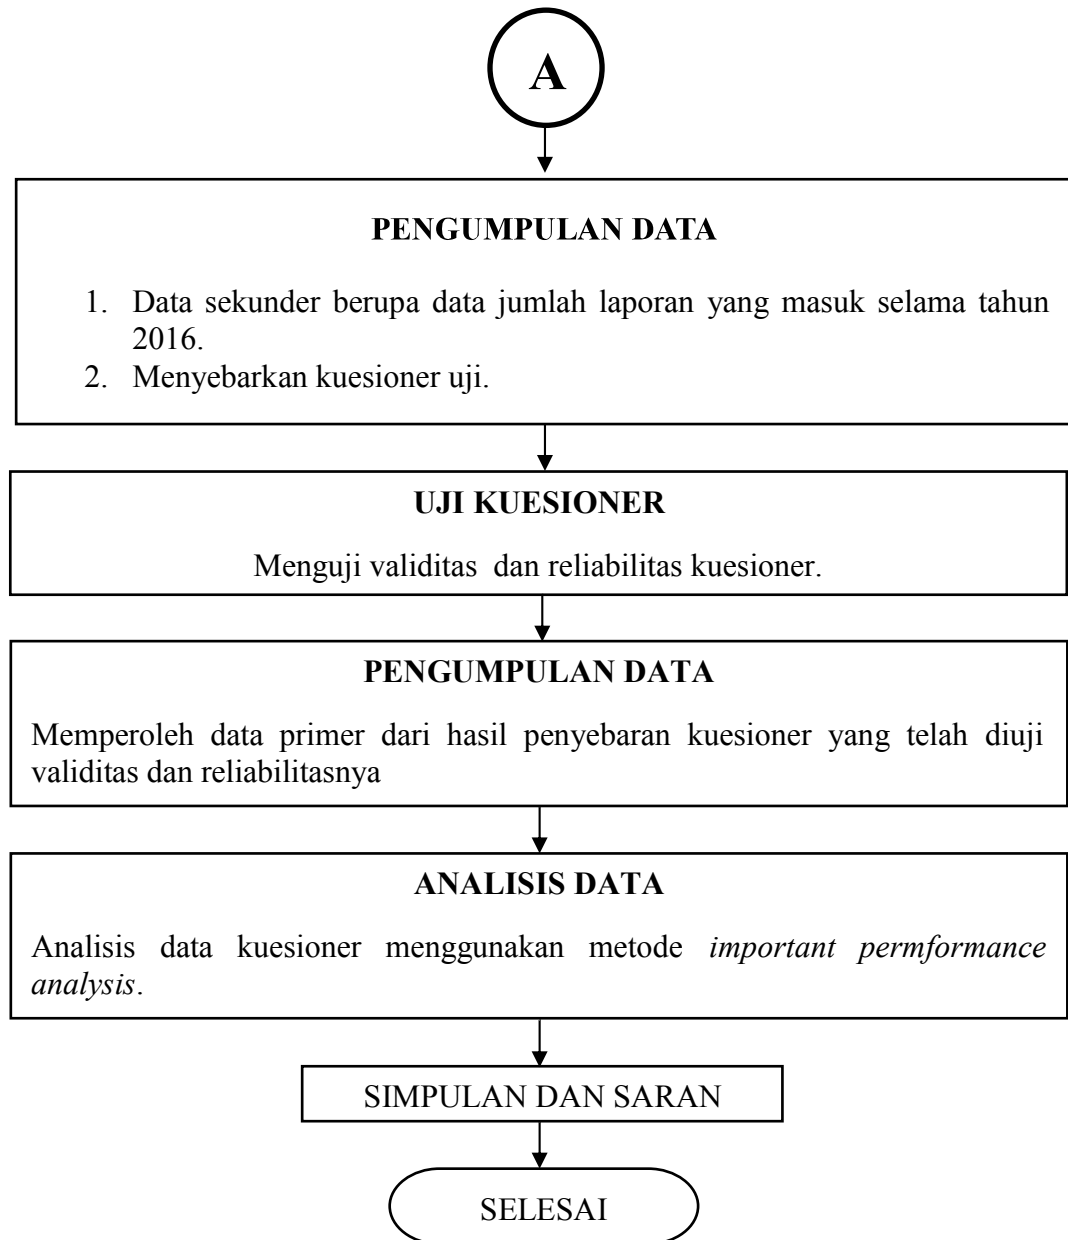 A
PENGUMPULAN DATA
1. Data sekunder berupa data jumlah laporan yang masuk selama tahun
2016.
2. Menyebarkan kuesioner uji.
UJI KUESIONER
Menguji validitas dan reliabilitas kuesioner.
PENGUMPULAN DATA
Memperoleh data primer dari hasil penyebaran kuesioner yang telah diuji
validitas dan reliabilitasnya
ANALISIS DATA
Analisis data kuesioner menggunakan metode important permformance
analysis.
SIMPULAN DAN SARAN
SELESAI